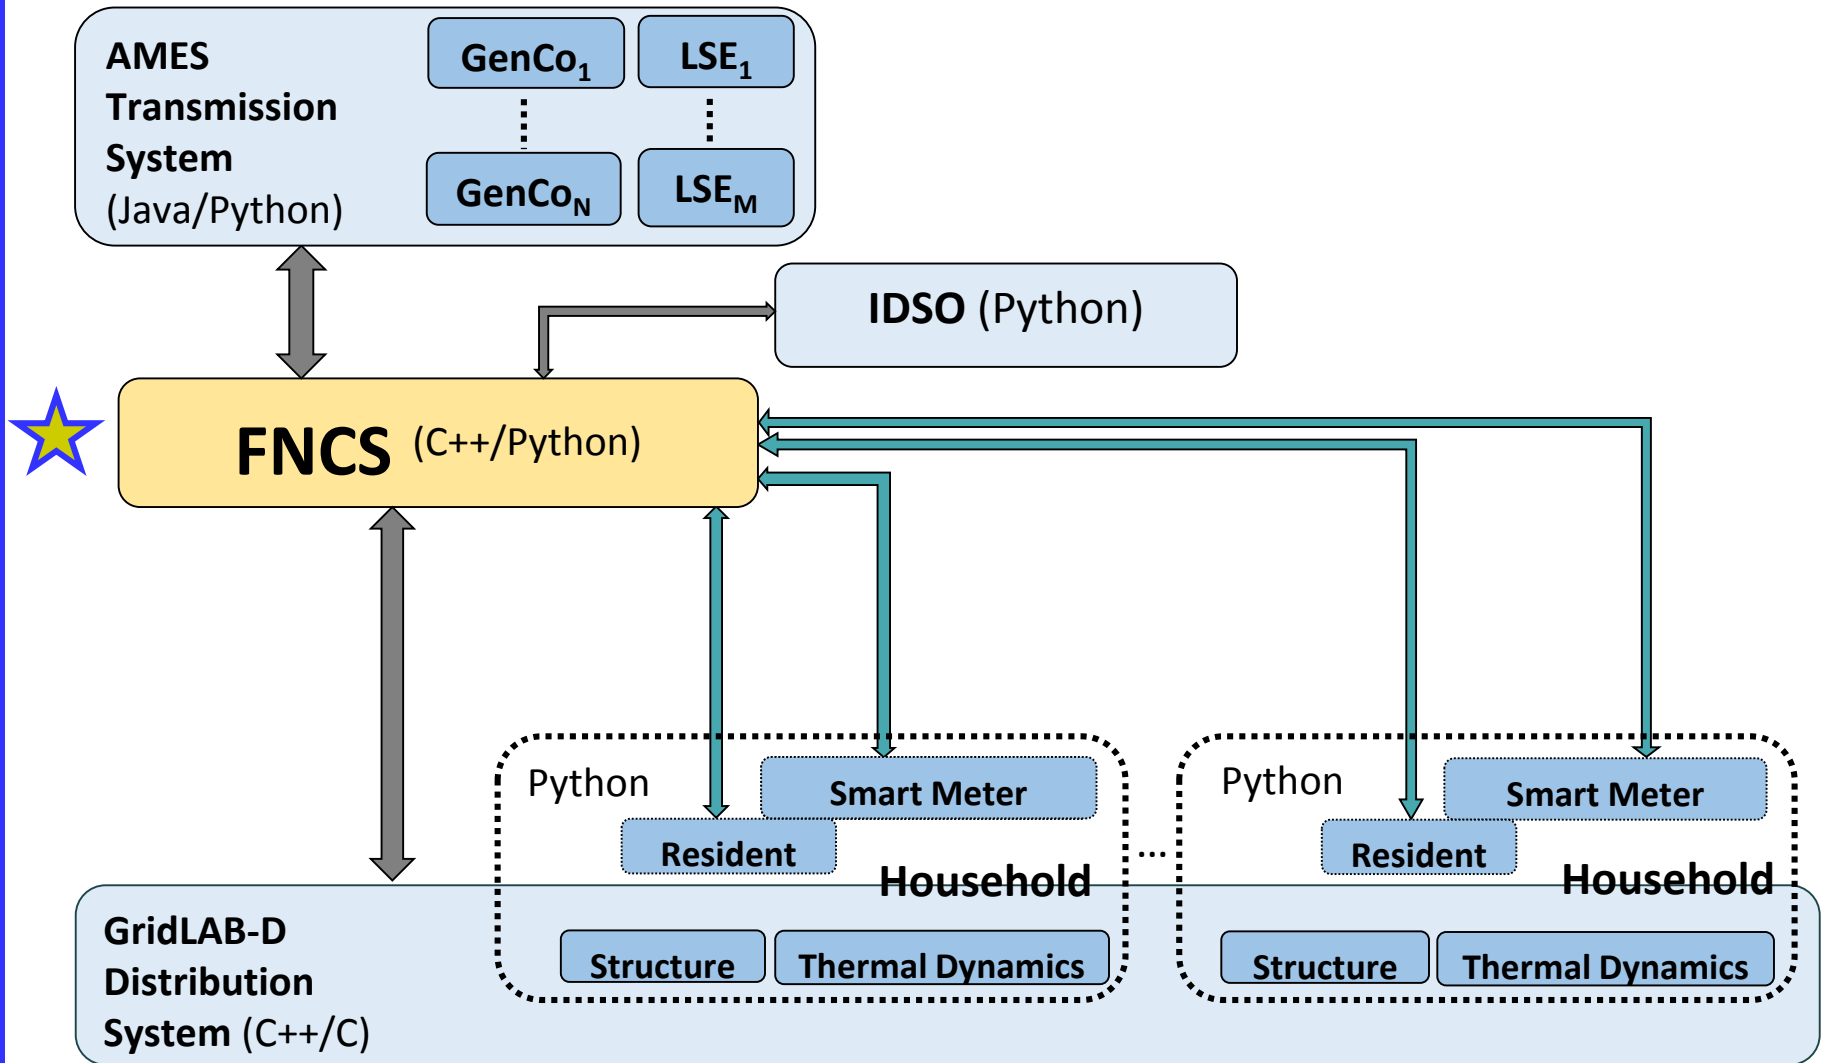 AMES
Transmission
System
(Java/Python)
GenCo1
LSE1
GenCoN
LSEM
IDSO (Python)
FNCS (C++/Python)
Python
Smart Meter
Resident
Household
...
Python
Smart Meter
Resident
Household
GridLAB-D
Distribution
System (C++/C)
Structure
Thermal Dynamics
Structure
Thermal Dynamics